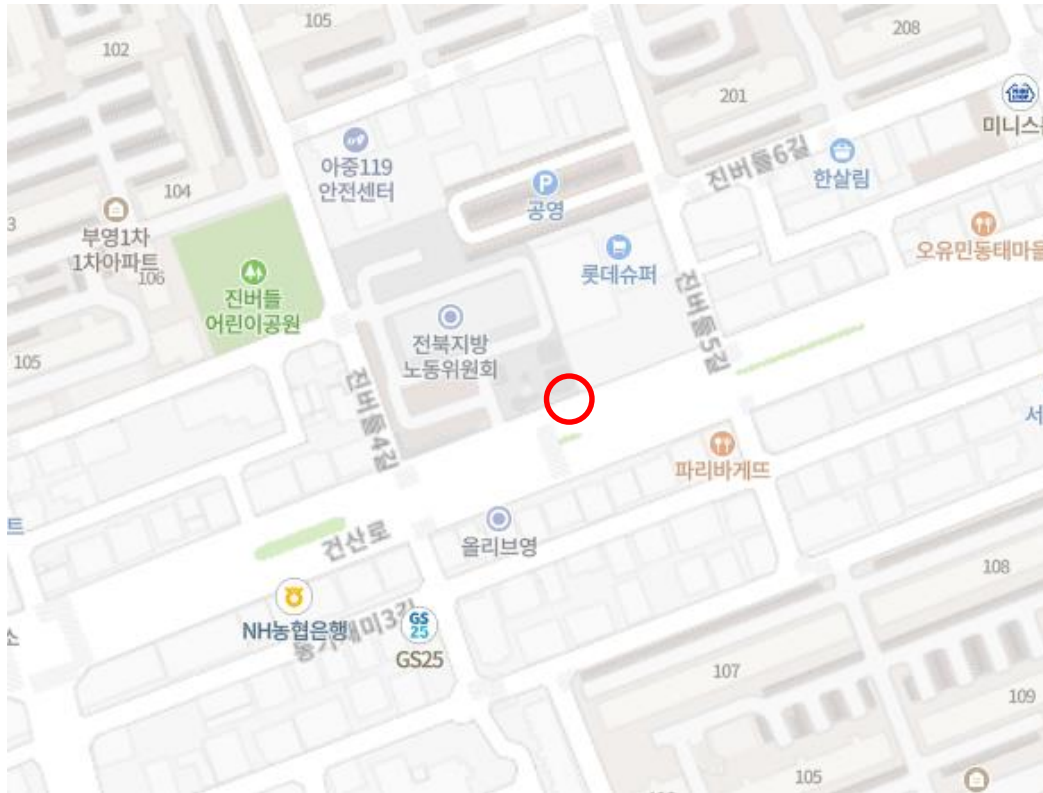 105
102
208
201
미니스
아중119
안전센터
P
공영
진버들6길
한살림
104
3
부영1차
1차아파트
106
오유민동태마을
롯데슈퍼
진버들
어린이공원
진버들5길
전북지방
노동위원회
105
진버들4길
서
파리바게뜨
트
건산로
올리브영
108
NH농협은행
GS
25
GS25
107
109
105